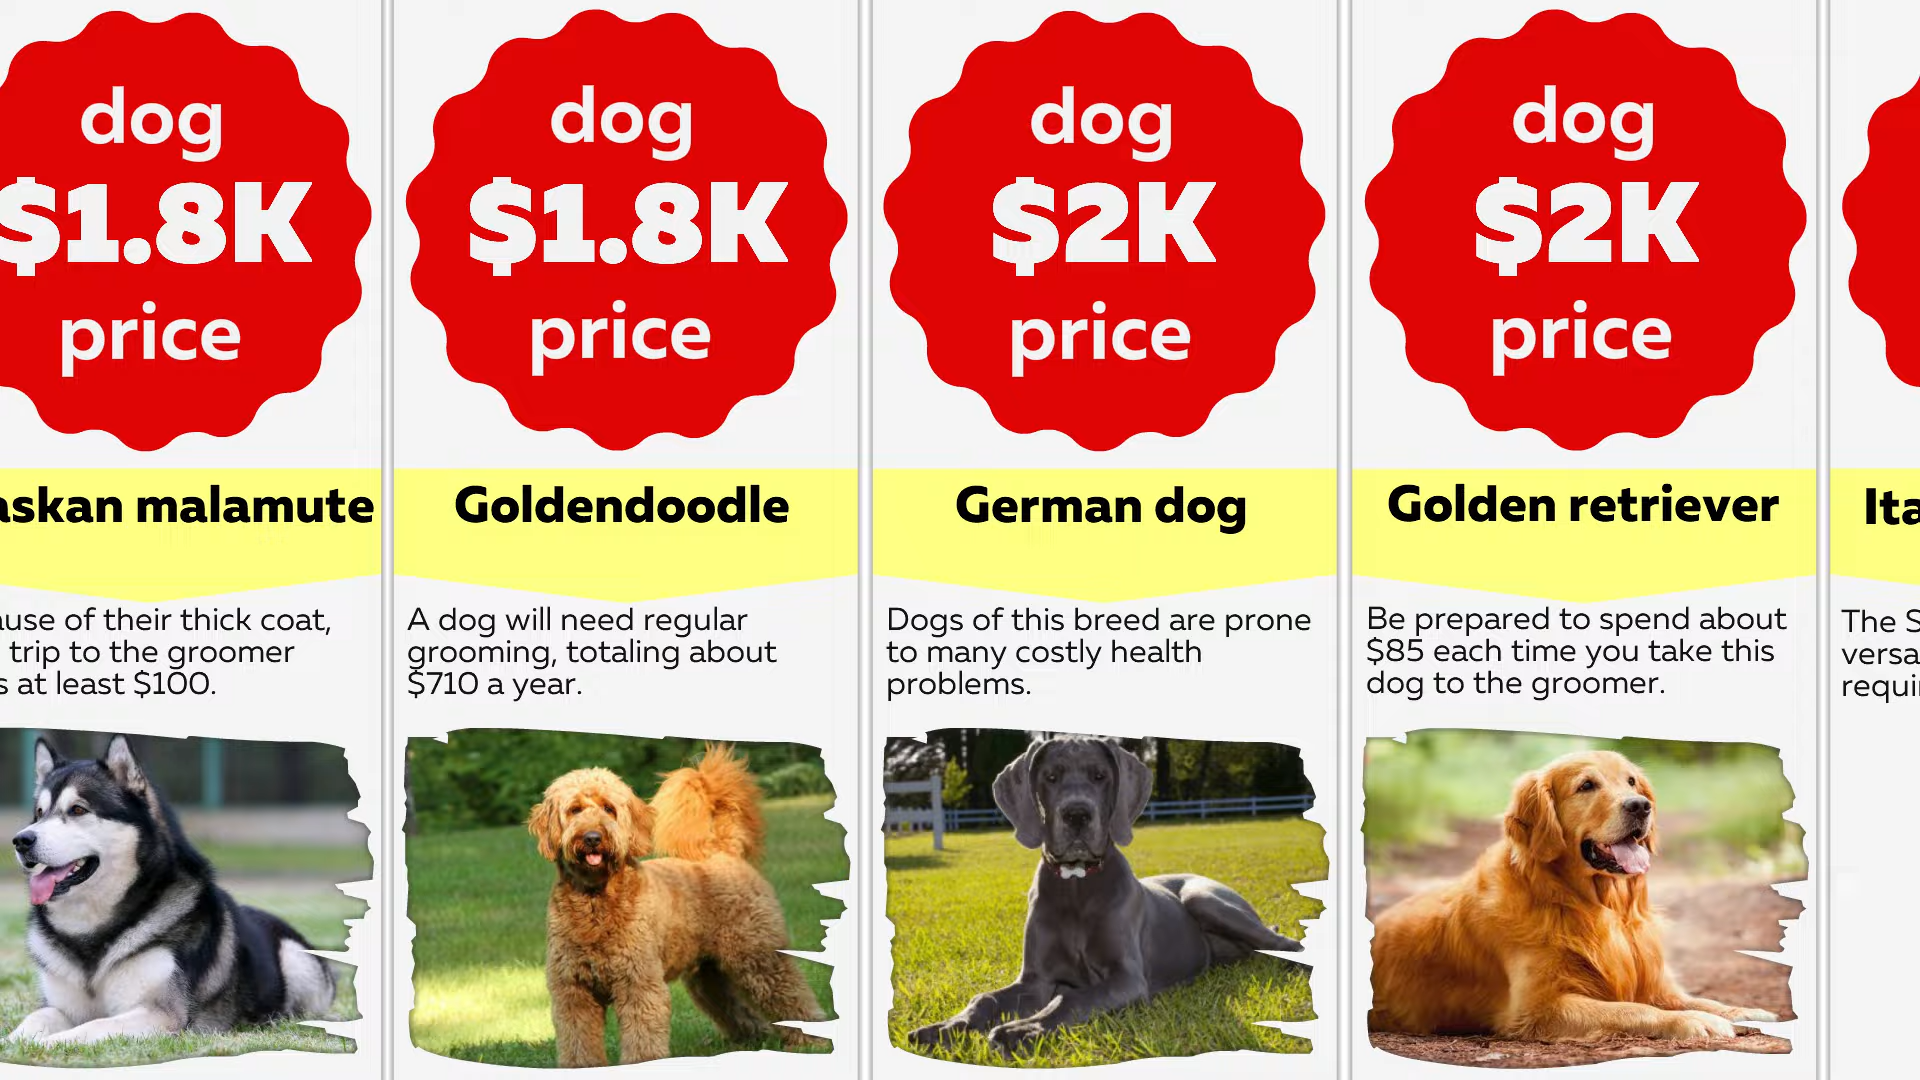 dog
$1.8K
price
askan malamute
ause of their thick coat,
trip to the groomer
s at least $100.
dog
$1.8K
price
Goldendoodle
A dog will need regular
grooming, totaling about
$710 a year.
dog
$2K
price
German dog
Dogs of this breed are prone
to many costly health
problems.
dog
$2K
price
Golden retriever
Be prepared to spend about
$85 each time you take this
dog to the groomer.
Ita
The S
versa
requi